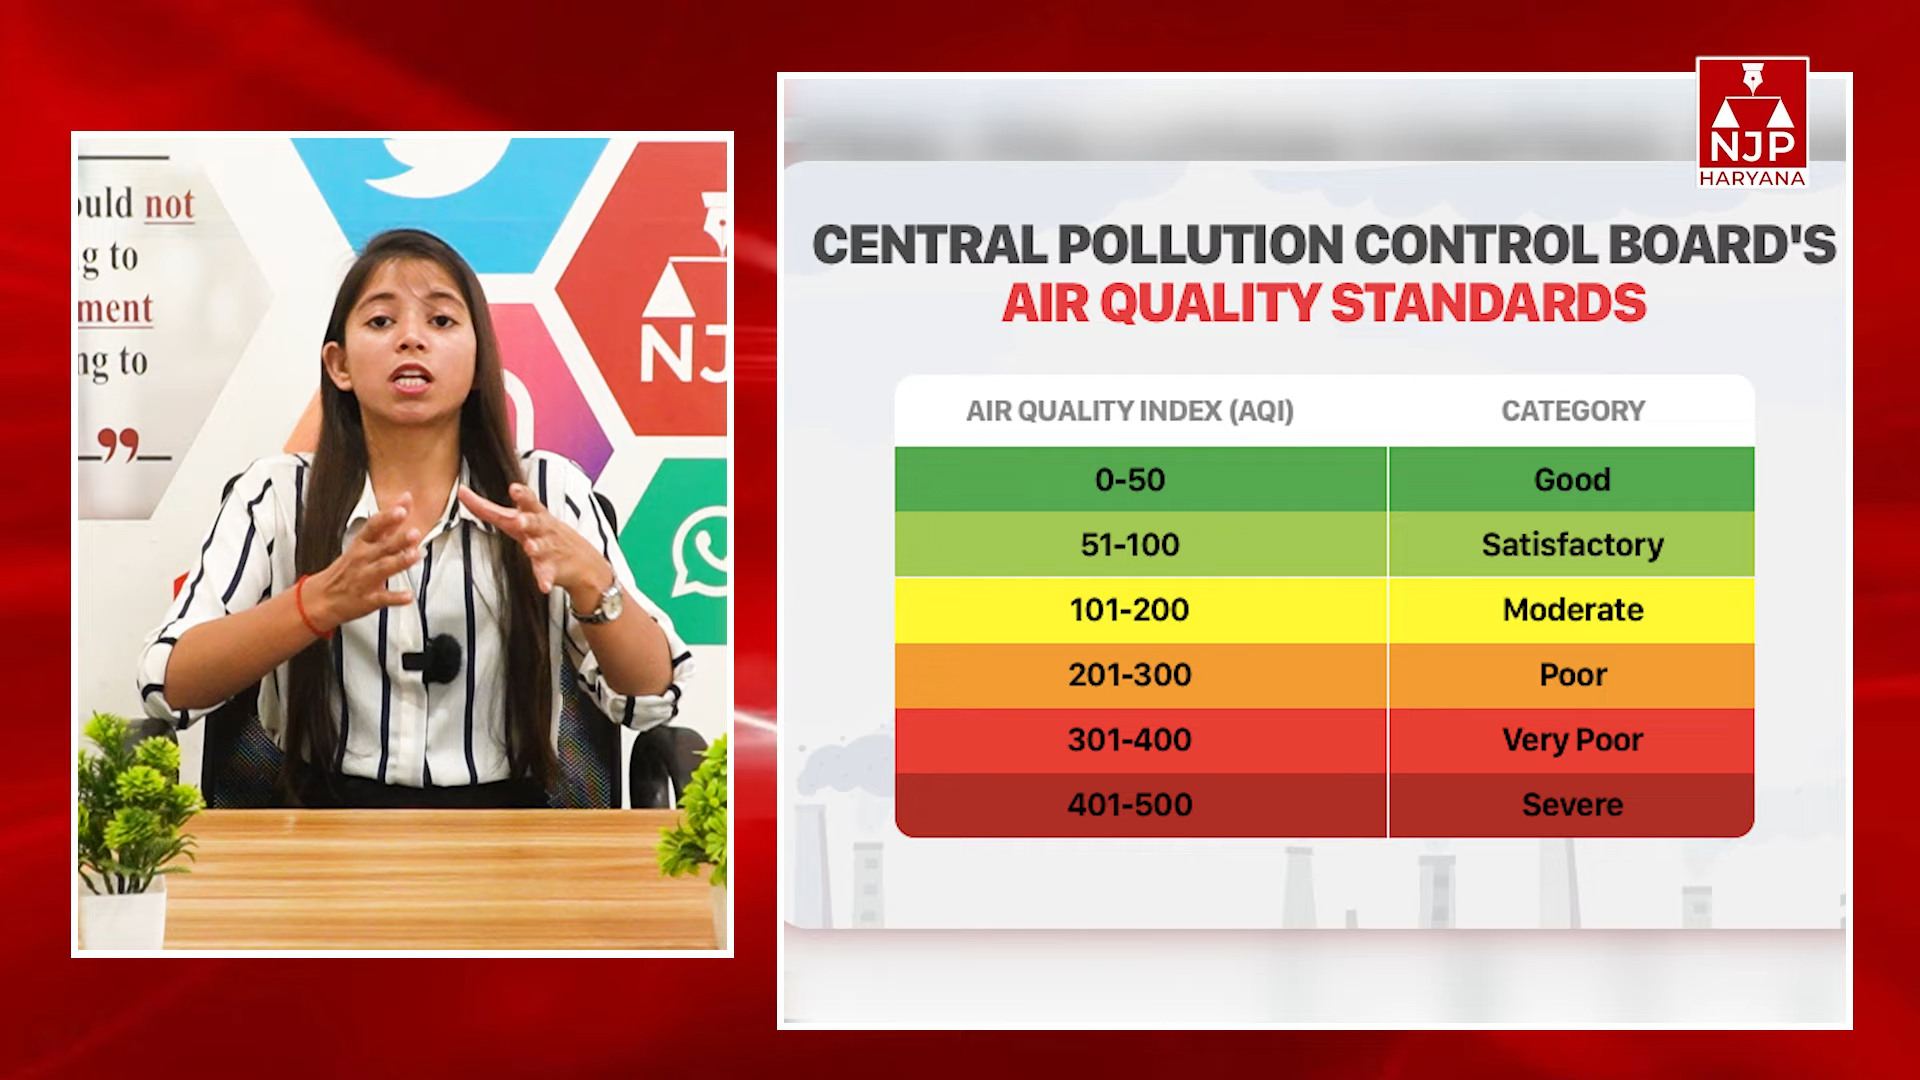 not
g to
ment
to
”
NJ
NJP
HARYANA
CENTRAL POLLUTION CONTROL BOARD'S
AIR QUALITY STANDARDS
AIR QUALITY INDEX (AQI) CATEGORY
0-50 Good
51-100 Satisfactory
101-200 Moderate
201-300 Poor
301-400 Very Poor
401-500 Severe